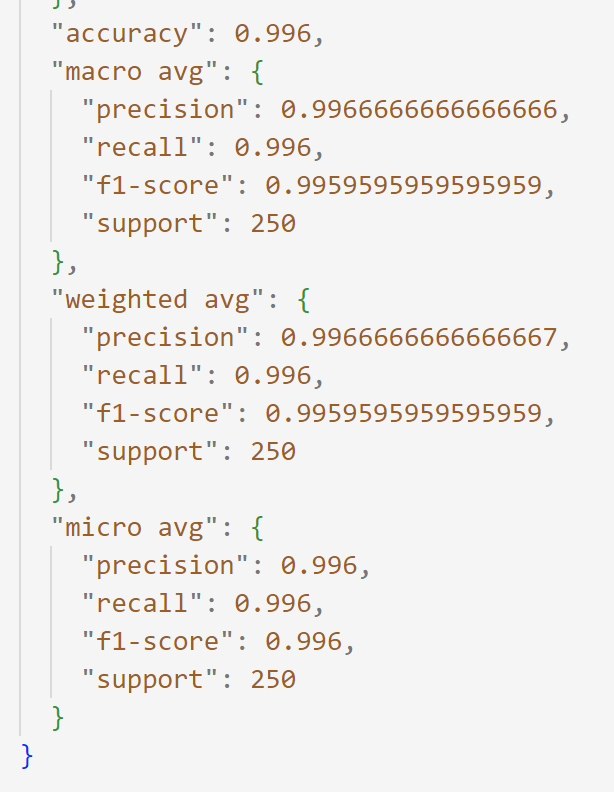 },
"accuracy": 0.996,
"macro avg": {
"precision": 0.9966666666666666,
"recall": 0.996,
"f1-score": 0.9959595959595959,
"support": 250
},
"weighted avg": {
"precision": 0.9966666666666667,
"recall": 0.996,
"f1-score": 0.9959595959595959,
"support": 250
},
"micro avg": {
"precision": 0.996,
"recall": 0.996,
"f1-score": 0.996,
"support": 250
}
}